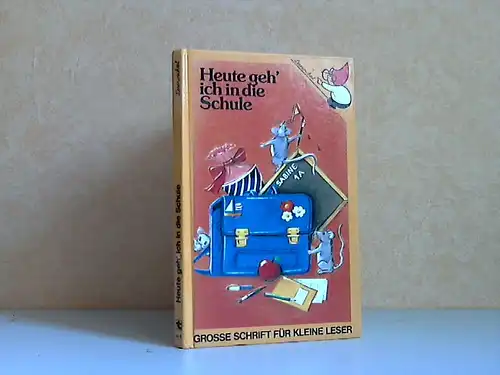 Heute geh'
ich in die
Schule
SABINE
1A
GROSSE SCHRIFT FÜR KLEINE LESER
Heute geh' ich in die Schule